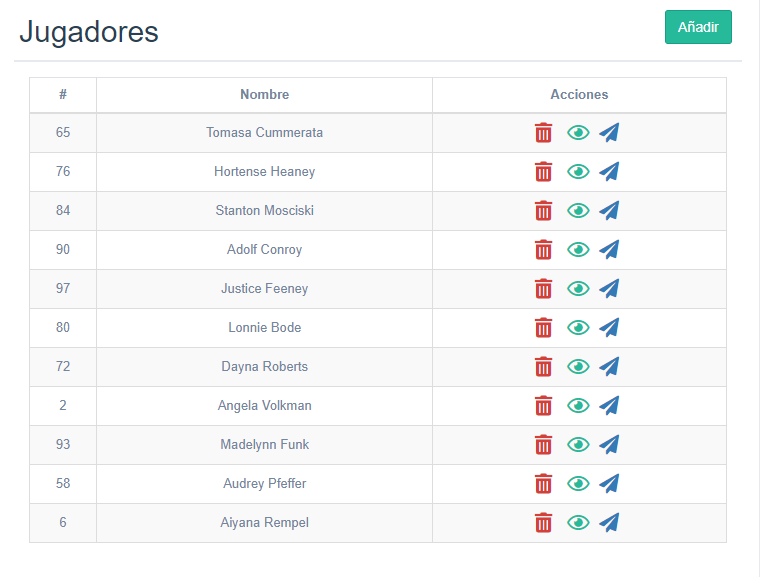 Jugadores
Añadir
# Nombre Acciones
65 Tomasa Cummerata
76 Hortense Heaney
84 Stanton Mosciski
90 Adolf Conroy
97 Justice Feeney
80 Lonnie Bode
72 Dayna Roberts
2 Angela Volkman
93 Madelynn Funk
58 Audrey Pfeffer
6 Aiyana Rempel